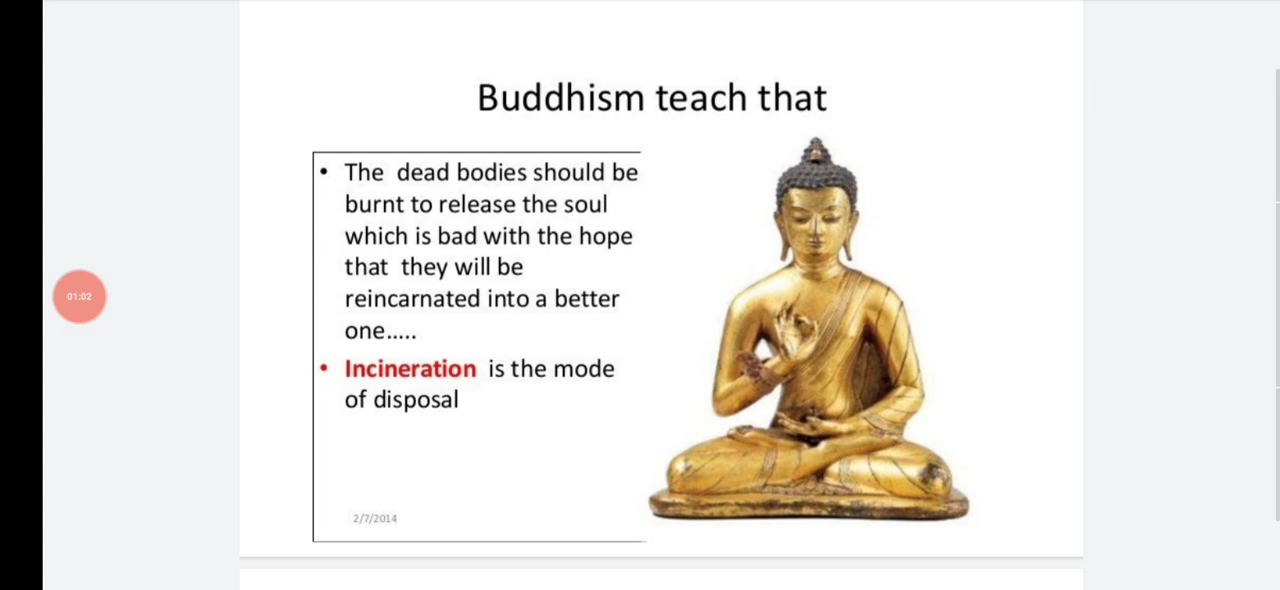 Buddhism teach that
• The dead bodies should be
burnt to release the soul
which is bad with the hope
that they will be
reincarnated into a better
one.....
• Incineration is the mode
of disposal
2/7/2014
01:02